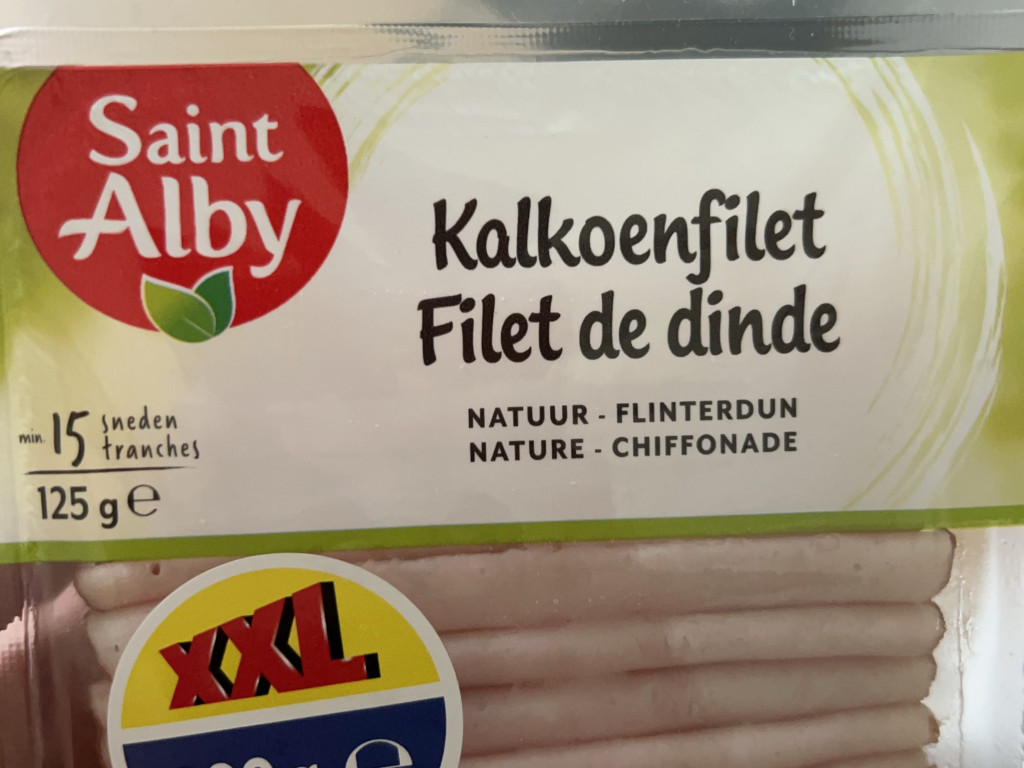 Saint
Alby
Kalkoenfilet
Filet de dinde
NATUUR - FLINTERDUN
NATURE - CHIFFONADE
min. 15 sneden
tranches
125 g e
XXL